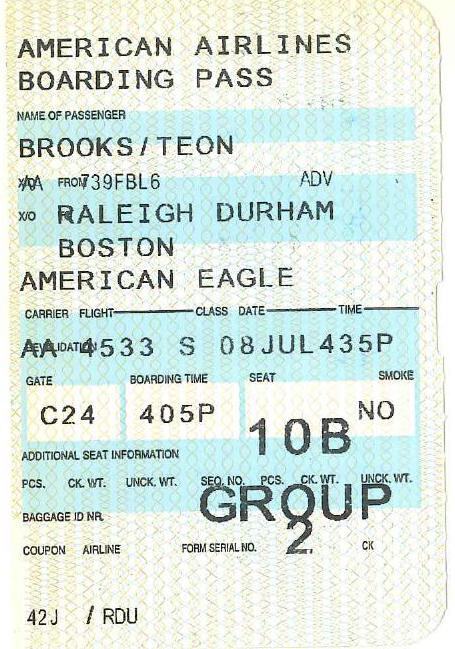 AMERICAN AIRLINES
BOARDING PASS
NAME OF PASSENGER
BROOKS/TEON
X/O AA FROM 739FBL6 ADV
X/O RALEIGH DURHAM
BOSTON
AMERICAN EAGLE
CARRIER FLIGHT CLASS DATE TIME
AA 4533 S 08JUL435P
GATE BOARDING TIME SEAT SMOKE
C24 405P 10B NO
ADDITIONAL SEAT INFORMATION
PCS. CK. WT. UNCK. WT. SEQ. NO. PCS. CK. WT. UNCK. WT.
GROUP
BAGGAGE ID NR.
2
COUPON AIRLINE FORM SERIAL NO. CK
42J / RDU